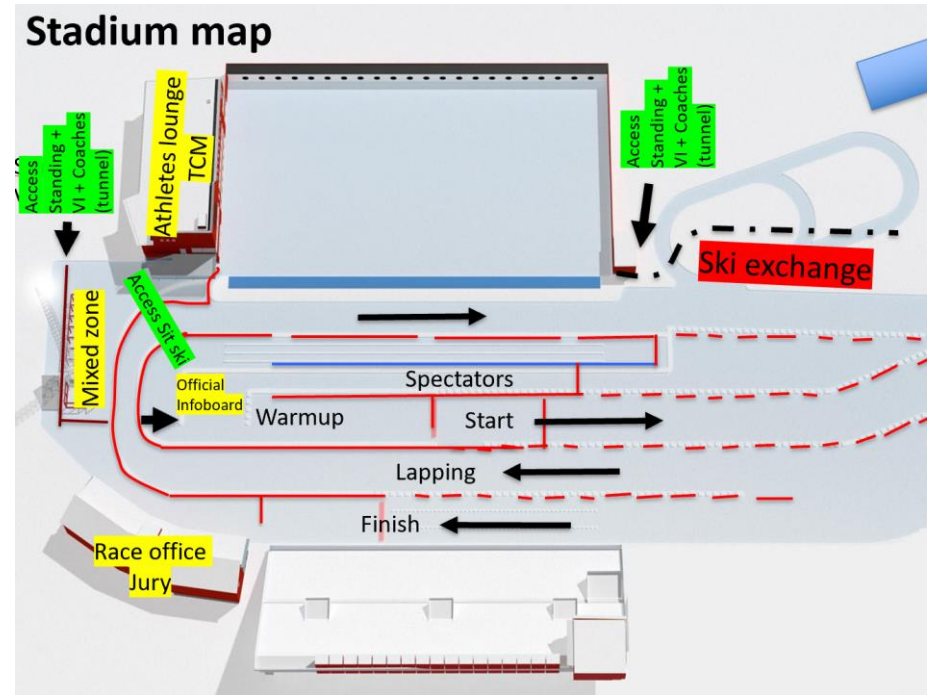 Stadium map
Access
Standing +
VI + Coaches
(tunnel)
Athletes lounge
TCM
Access
Standing +
VI + Coaches
(tunnel)
Ski exchange
Mixed zone
Access Sit ski
Official
Infoboard
Spectators
Warmup
Start
Lapping
Finish
Race office
Jury